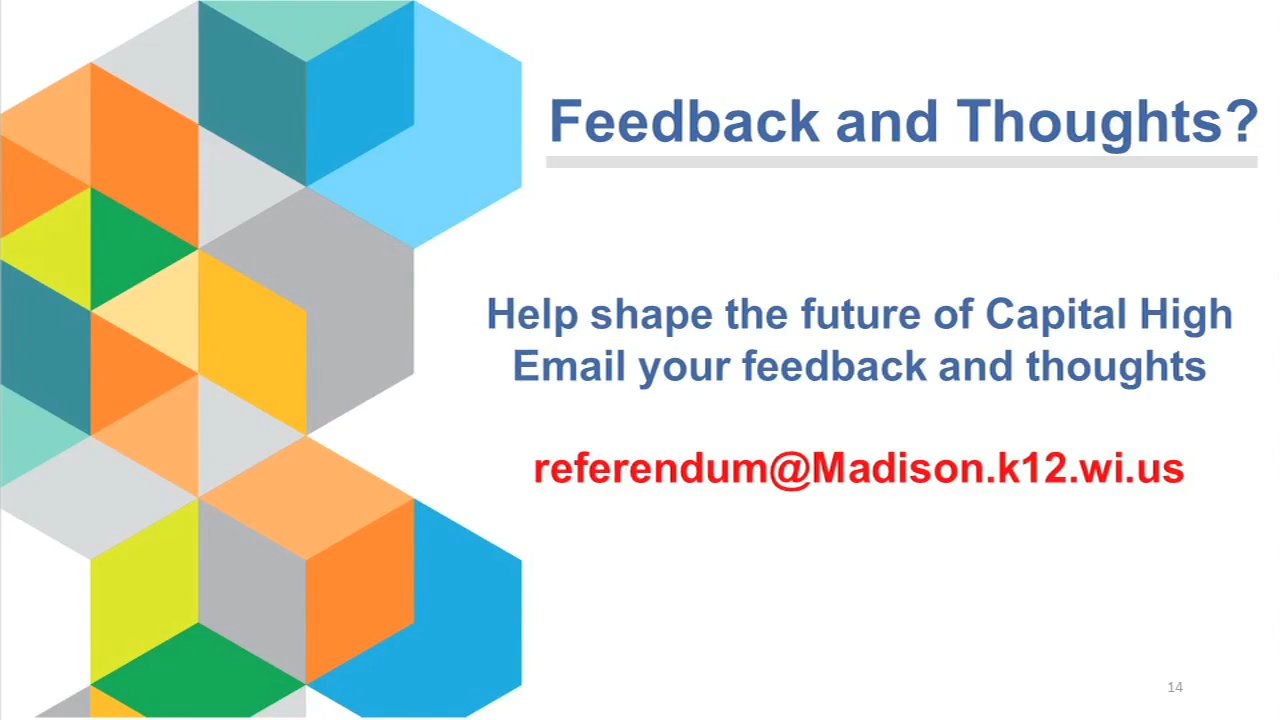 Feedback and Thoughts?
Help shape the future of Capital High
Email your feedback and thoughts
referendum@Madison.k12.wi.us
14